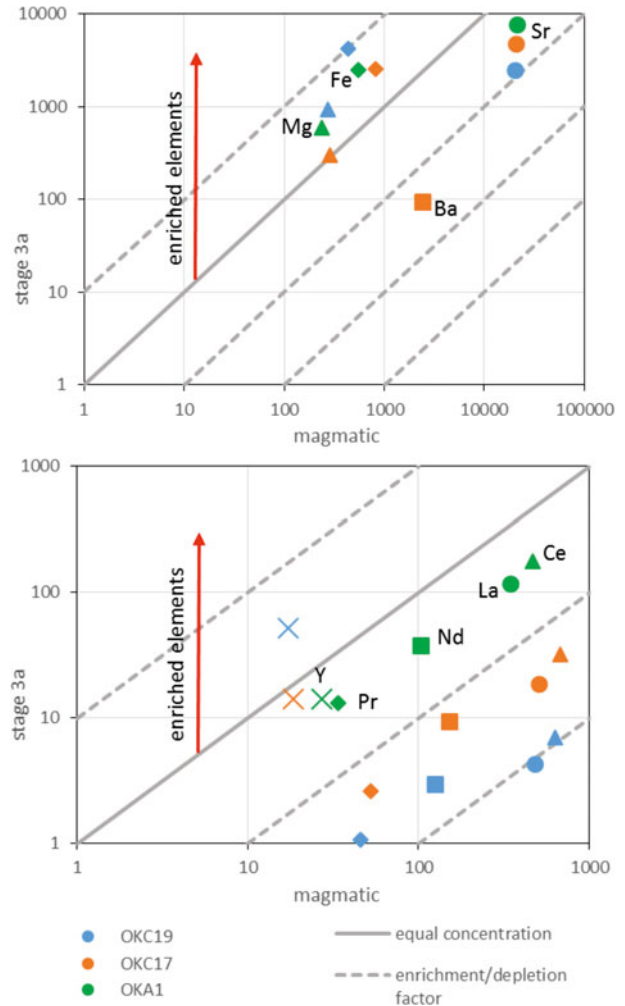 10000
1000
100
10
1
stage 3a
enriched elements
Fe
Mg
Sr
Ba
1 10 100 1000 10000 100000
magmatic
1000
100
10
1
stage 3a
enriched elements
Ce
La
Nd
Y
Pr
1 10 100 1000
magmatic
OKC19
OKC17
OKA1
equal concentration
enrichment/depletion
factor